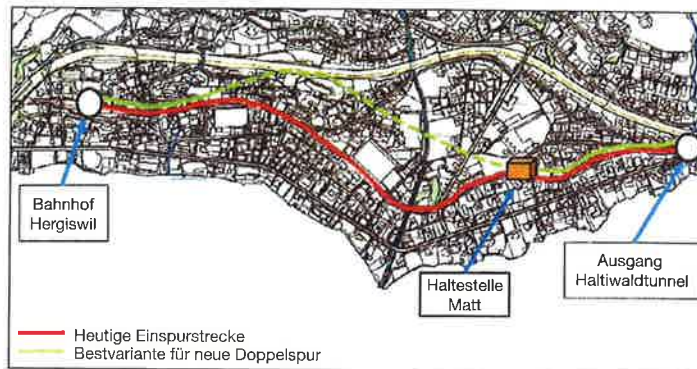 Bahnhof
Hergiswil
Haltestelle
Matt
Ausgang
Haltiwaldtunnel
Heutige Einspurstrecke
Bestvariante für neue Doppelspur